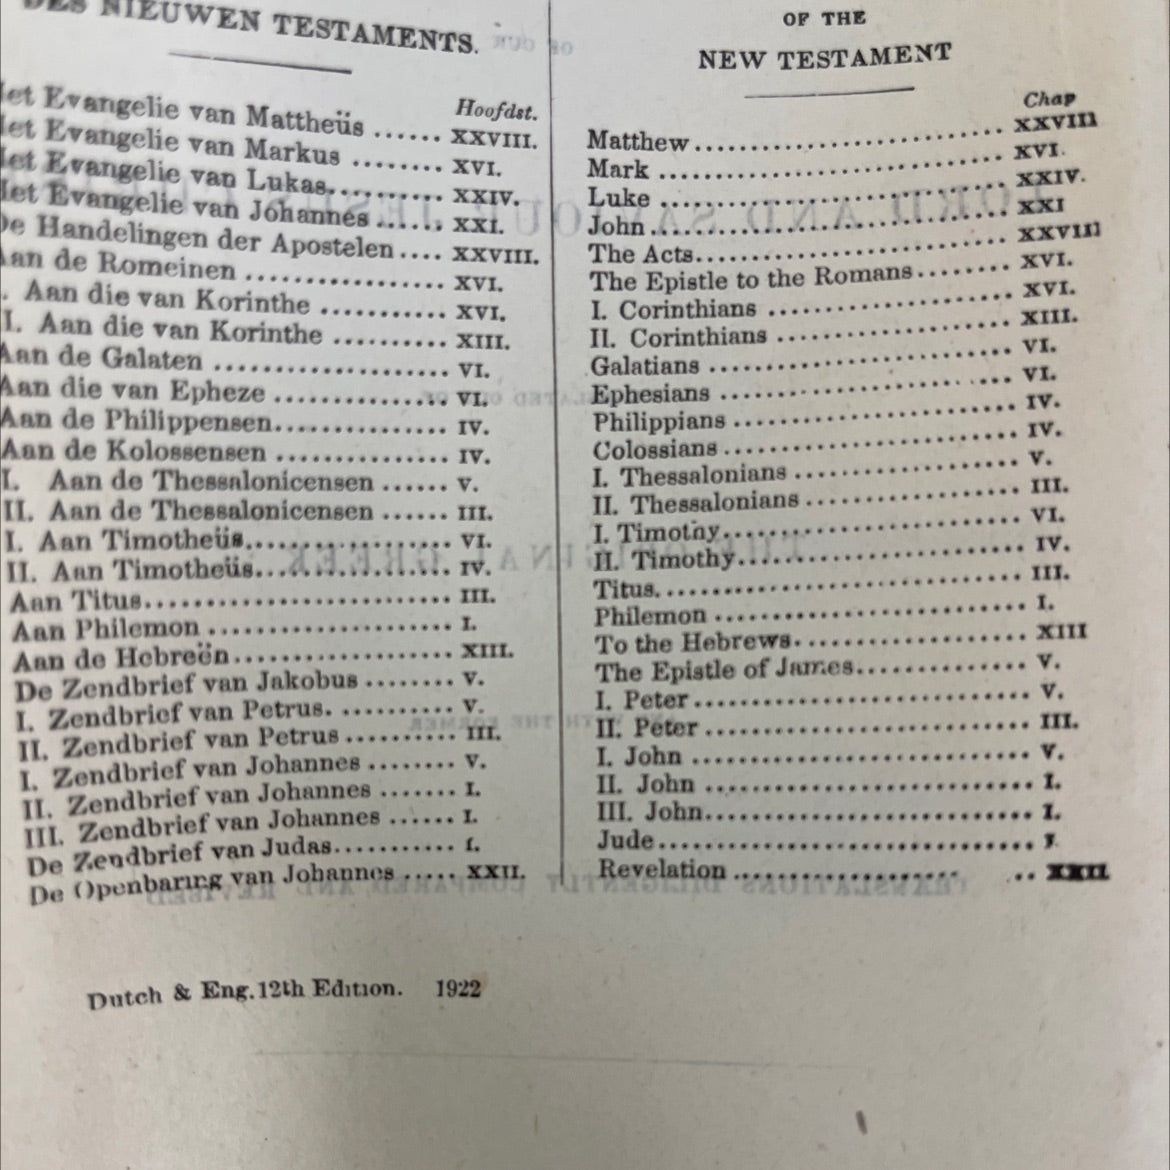 DES NIEUWEN TESTAMENTS.
Hoofdst.
Het Evangelie van Mattheüs ...... XXVIII.
Het Evangelie van Markus ........ XVI.
Het Evangelie van Lukas.......... XXIV.
Het Evangelie van Johannes ...... XXI.
De Handelingen der Apostelen .... XXVIII.
Aan de Romeinen ................. XVI.
. Aan die van Korinthe ........... XVI.
I. Aan die van Korinthe .......... XIII.
Aan de Galaten .................... VI.
Aan die van Epheze ............... VI.
Aan de Philippensen............... IV.
Aan de Kolossensen ............... IV.
I. Aan de Thessalonicensen ...... V.
II. Aan de Thessalonicensen ...... III.
I. Aan Timotheüs.................. VI.
II. Aan Timotheüs................. IV.
Aan Titus.......................... III.
Aan Philemon ..................... I.
Aan de Hebreën................... XIII.
De Zendbrief van Jakobus ........ V.
I. Zendbrief van Petrus. .......... V.
II. Zendbrief van Petrus .......... III.
I. Zendbrief van Johannes ........ V.
II. Zendbrief van Johannes ....... I.
III. Zendbrief van Johannes ...... I.
De Zendbrief van Judas........... I.
De Openbaring van Johannes ..... XXII.
OF THE
NEW TESTAMENT
Chap
Matthew............................ XXVIII
Mark .............................. XVI.
Luke .............................. XXIV.
John............................... XXI
The Acts........................... XXVIII
The Epistle to the Romans........ XVI.
I. Corinthians .................... XVI.
II. Corinthians ................... XIII.
Galatians .......................... VI.
Ephesians ......................... VI.
Philippians ........................ IV.
Colossians ......................... IV.
I. Thessalonians .................. V.
II. Thessalonians ................. III.
I. Timothy......................... VI.
II. Timothy....................... IV.
Titus. .............................. III.
Philemon .......................... I.
To the Hebrews................... XIII
The Epistle of James............. V.
I. Peter ............................ V.
II. Peter ........................... III.
I. John ............................ V.
II. John ........................... I.
III. John........................... I.
Jude................................ I
Revelation ...................... .. XXII
Dutch & Eng. 12th Edition. 1922